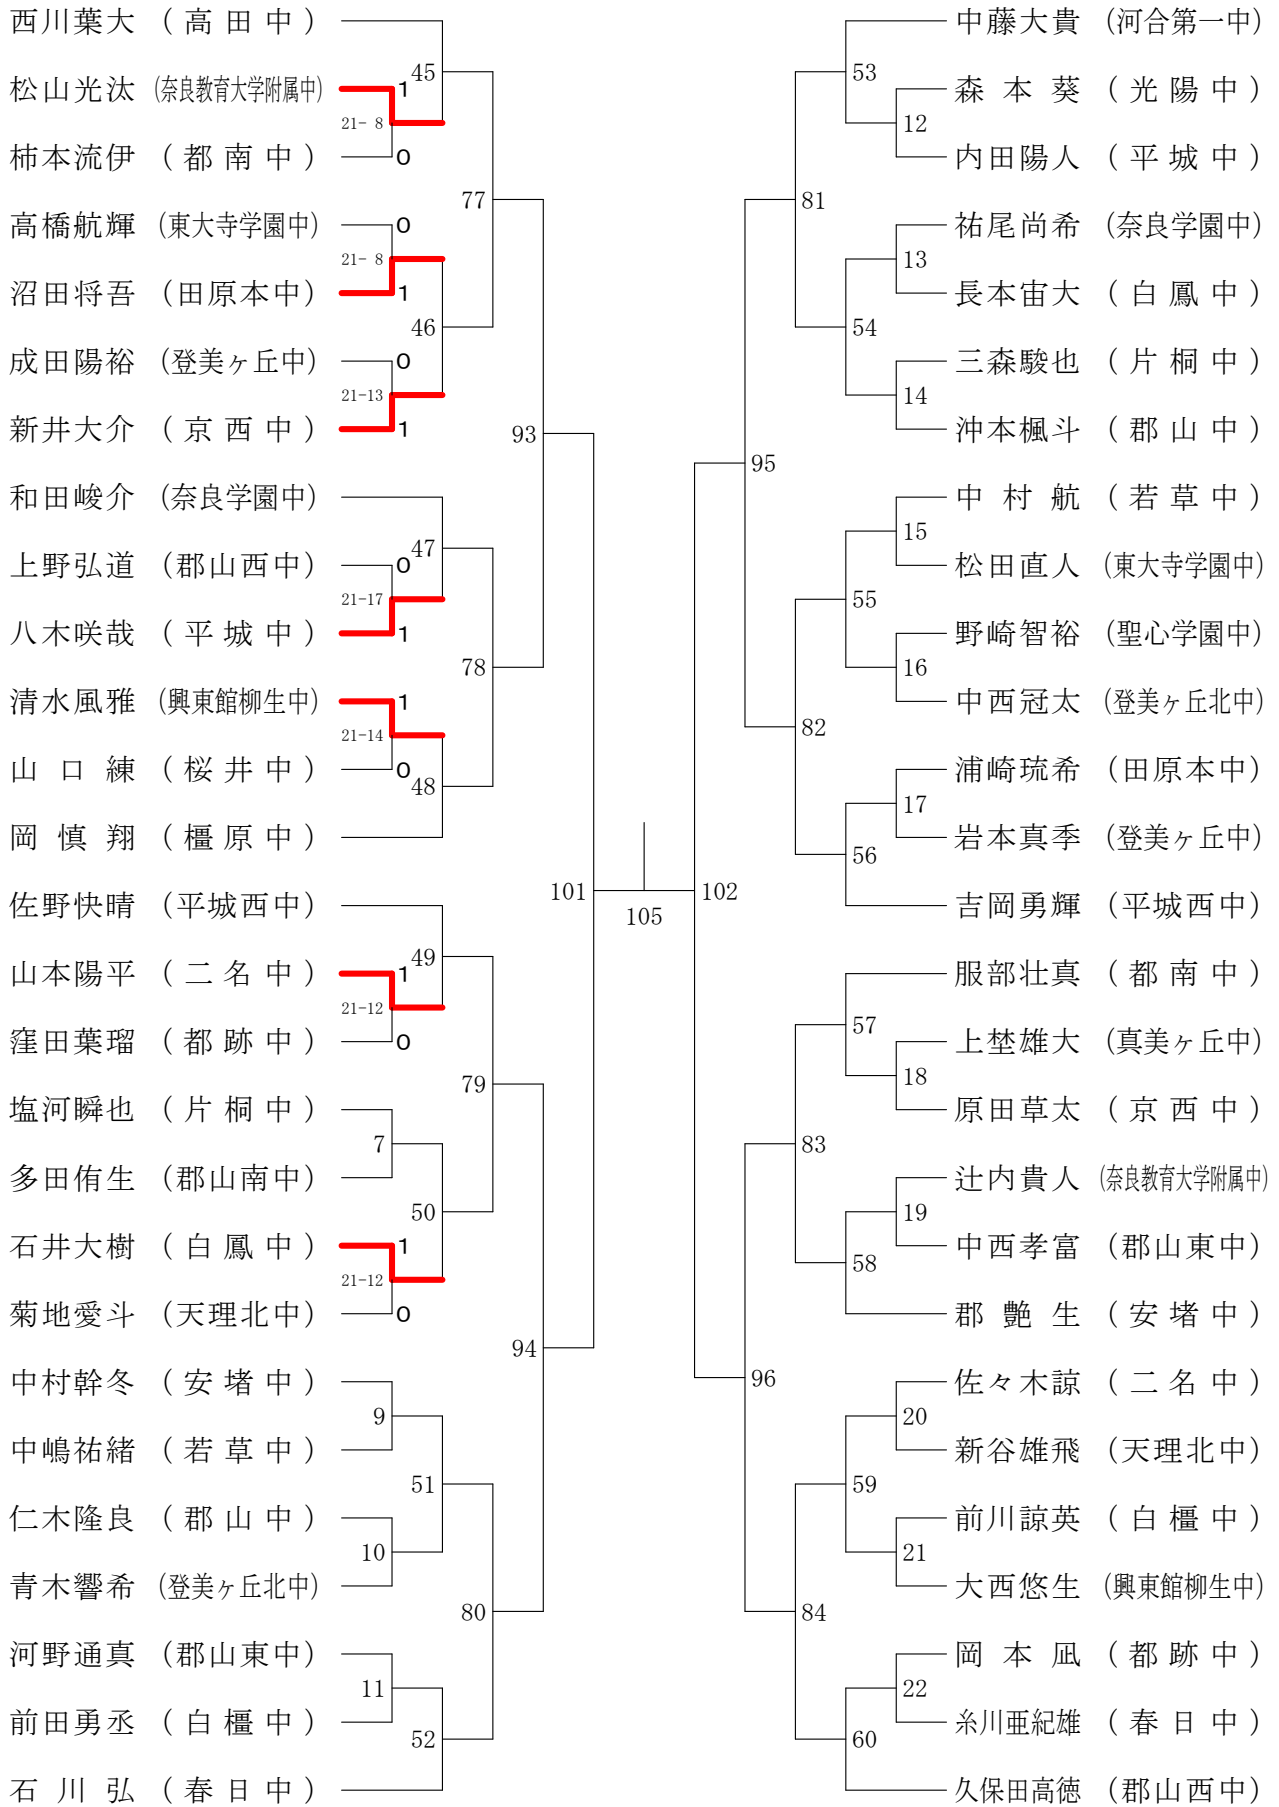 西川葉大 （高田中）
45
松山光汰 （奈良教育大学附属中） 1
21- 8
柿本流伊 （都南中） 0
77
高橋航輝 （東大寺学園中） 0
21- 8
沼田将吾 （田原本中） 1
46
成田陽裕 （登美ヶ丘中） 0
21-13
新井大介 （京西中） 1
93
和田峻介 （奈良学園中）
47
上野弘道 （郡山西中） 0
21-17
八木咲哉 （平城中） 1
78
清水風雅 （興東館柳生中） 1
21-14
山口練 （桜井中） 0
48
岡慎翔 （橿原中）
101
佐野快晴 （平城西中）
49
山本陽平 （二名中） 1
21-12
窪田葉瑠 （都跡中） 0
79
塩河瞬也 （片桐中）
7
多田侑生 （郡山南中）
50
石井大樹 （白鳳中） 1
21-12
菊地愛斗 （天理北中） 0
94
中村幹冬 （安堵中）
9
中嶋祐緒 （若草中）
51
仁木隆良 （郡山中）
10
青木響希 （登美ヶ丘北中）
80
河野通真 （郡山東中）
11
前田勇丞 （白橿中）
52
石川弘 （春日中）
105
中藤大貴 （河合第一中）
53
森本葵 （光陽中）
12
内田陽人 （平城中）
81
祐尾尚希 （奈良学園中）
13
長本宙大 （白鳳中）
54
三森駿也 （片桐中）
14
沖本楓斗 （郡山中）
95
中村航 （若草中）
15
松田直人 （東大寺学園中）
55
野崎智裕 （聖心学園中）
16
中西冠太 （登美ヶ丘北中）
82
浦崎琉希 （田原本中）
17
岩本真季 （登美ヶ丘中）
56
吉岡勇輝 （平城西中）
102
服部壮真 （都南中）
57
上埜雄大 （真美ヶ丘中）
18
原田草太 （京西中）
83
辻内貴人 （奈良教育大学附属中）
19
中西孝富 （郡山東中）
58
郡艶生 （安堵中）
96
佐々木諒 （二名中）
20
新谷雄飛 （天理北中）
59
前川諒英 （白橿中）
21
大西悠生 （興東館柳生中）
84
岡本凪 （都跡中）
22
糸川亜紀雄 （春日中）
60
久保田高徳 （郡山西中）